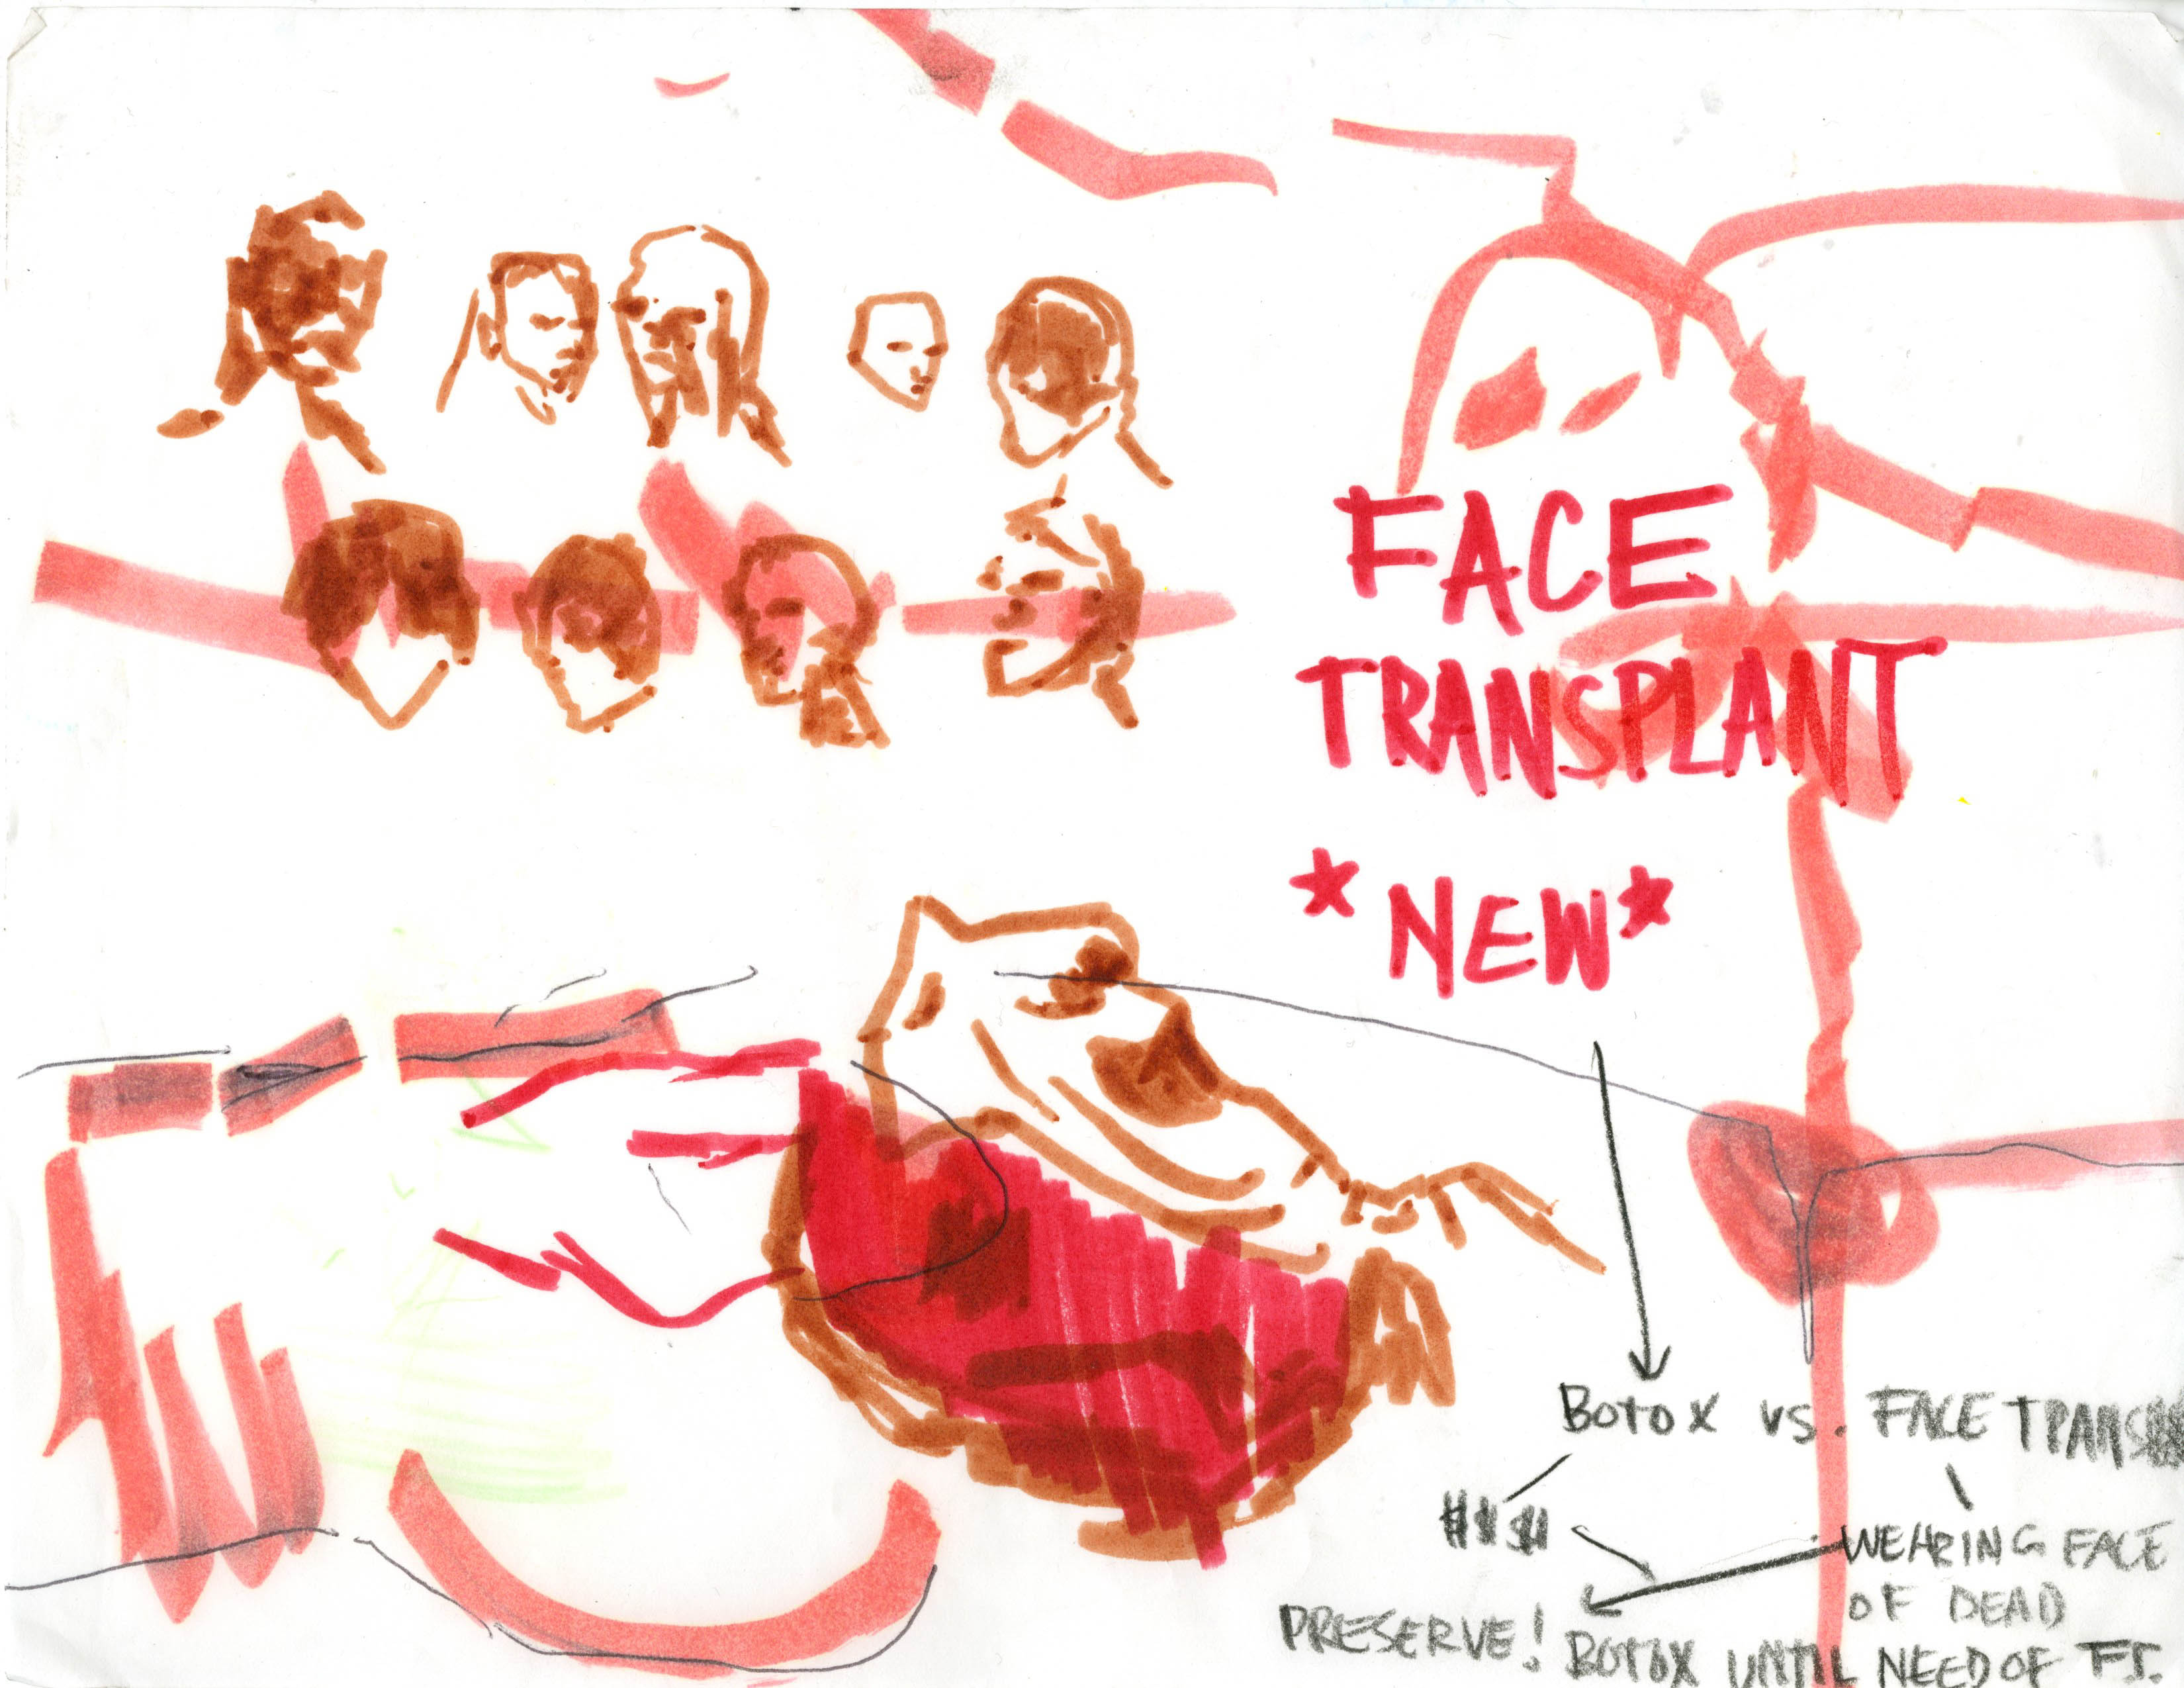 FACE
TRANSPLANT
*NEW*
BOTOX VS. FACE TRANS
$$$
WEARING FACE
OF DEAD
PRESERVE! BOTOX UNTIL NEED OF F.T.